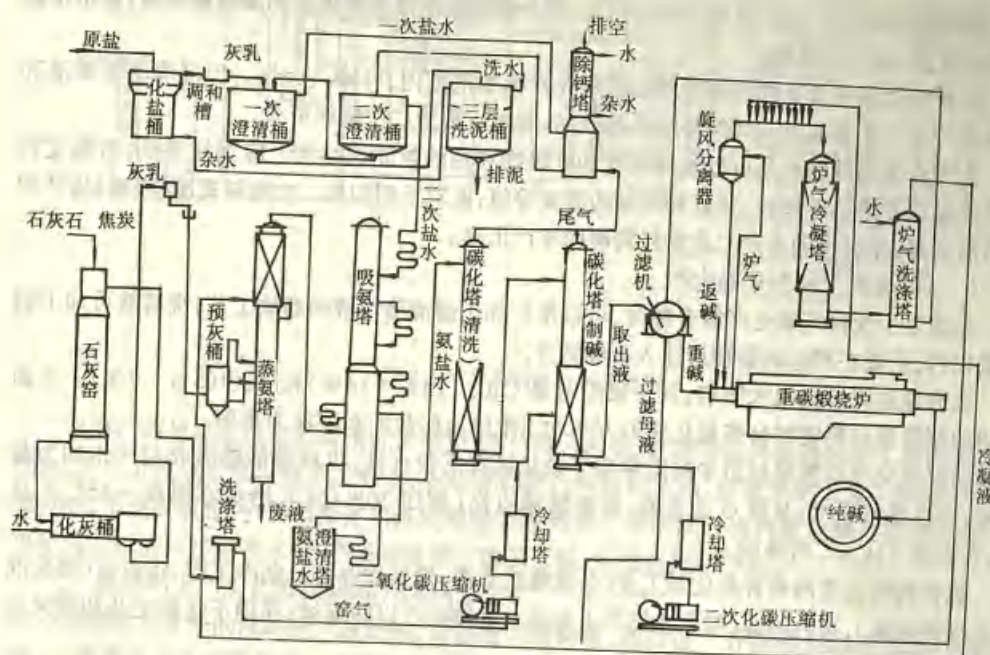 原盐
化盐桶
调和槽
灰乳
一次澄清桶
一次盐水
二次澄清桶
洗水
三层洗泥桶
排泥
杂水
排空
水
除钙塔
杂水
灰乳
石灰石 焦炭
石灰窑
预灰桶
蒸氨塔
废液
吸氨塔
二次盐水
氨盐水
尾气
碳化塔(清洗)
碳化塔(制碱)
取出液
过滤机
过滤母液
重碱
返碱
炉气
旋风分离器
炉气冷凝塔
水
炉气洗涤塔
重碳煅烧炉
冷凝液
纯碱
水
化灰桶
洗涤塔
氨盐水澄清塔
窑气
二氧化碳压缩机
冷却塔
冷却塔
二次化碳压缩机